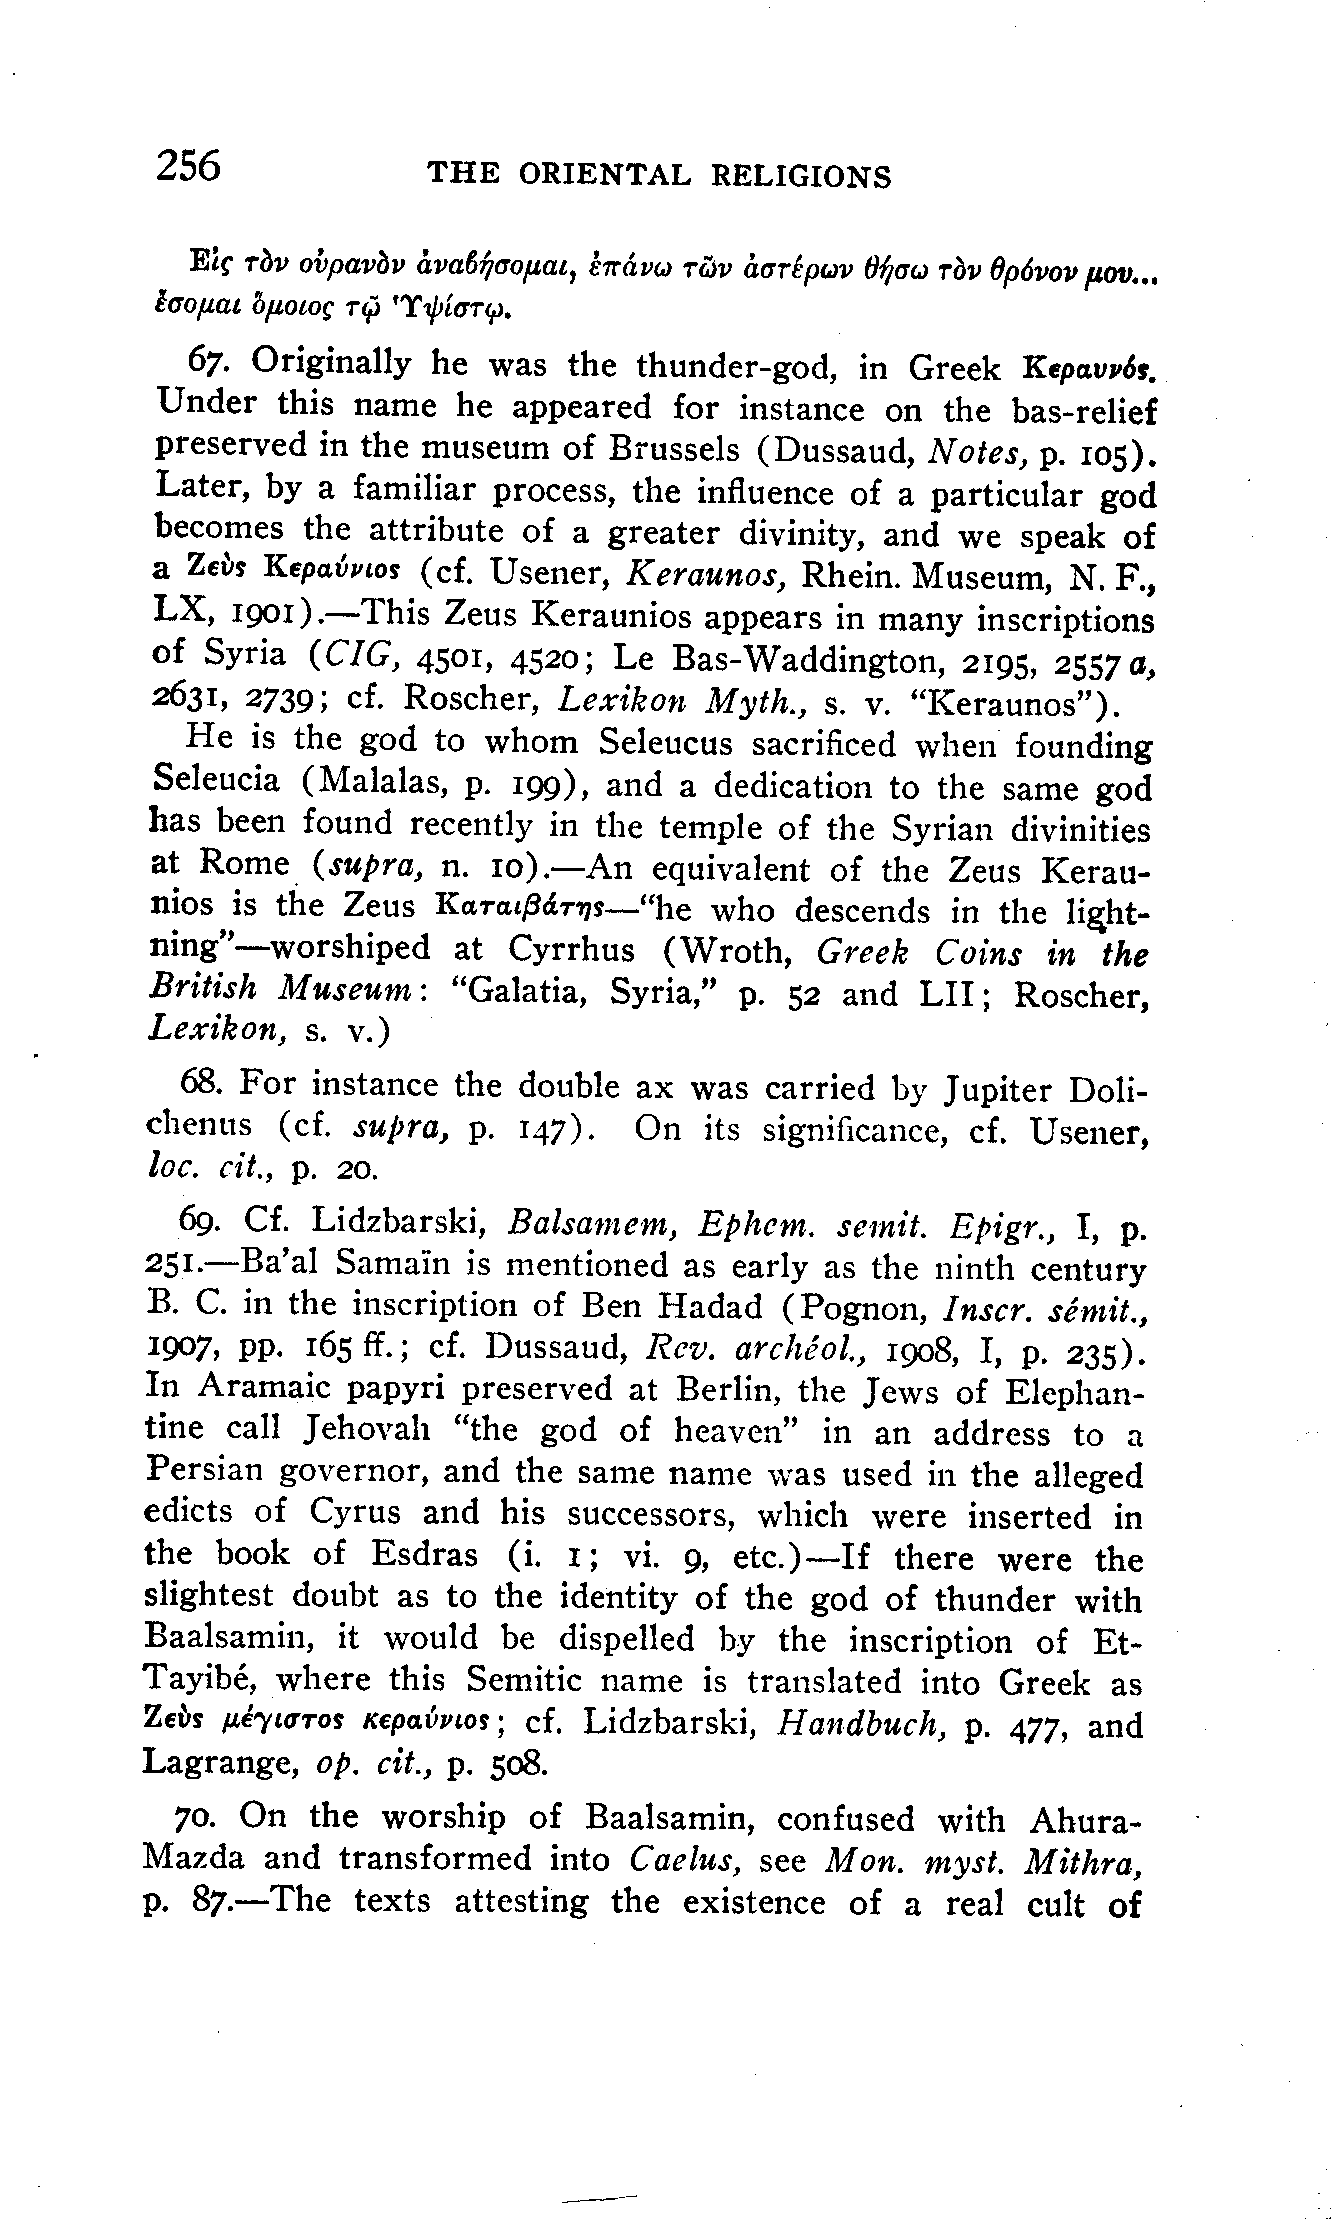 256 THE ORIENTAL RELIGIONS
Εἰς τὸν οὐρανὸν ἀναϐήσομαι, ἐπάνω τῶν ἀστέρων θήσω τὸν θρόνον μου...
ἔσομαι ὅμοιος τῷ Ὑψίστῳ.
67. Originally he was the thunder-god, in Greek Κεραυνός.
Under this name he appeared for instance on the bas-relief
preserved in the museum of Brussels (Dussaud, Notes, p. 105).
Later, by a familiar process, the influence of a particular god
becomes the attribute of a greater divinity, and we speak of
a Ζεὺς Κεραύνιος (cf. Usener, Keraunos, Rhein. Museum, N. F.,
LX, 1901).—This Zeus Keraunios appears in many inscriptions
of Syria (CIG, 4501, 4520; Le Bas-Waddington, 2195, 2557 a,
2631, 2739; cf. Roscher, Lexikon Myth., s. v. "Keraunos").
He is the god to whom Seleucus sacrificed when founding
Seleucia (Malalas, p. 199), and a dedication to the same god
has been found recently in the temple of the Syrian divinities
at Rome (supra, n. 10).—An equivalent of the Zeus Kerau-
nios is the Zeus Καταιβάτης—"he who descends in the light-
ning"—worshiped at Cyrrhus (Wroth, Greek Coins in the
British Museum: "Galatia, Syria," p. 52 and LII; Roscher,
Lexikon, s. v.)
68. For instance the double ax was carried by Jupiter Doli-
chenus (cf. supra, p. 147). On its significance, cf. Usener,
loc. cit., p. 20.
69. Cf. Lidzbarski, Balsamem, Ephem. semit. Epigr., I, p.
251.—Ba'al Samaïn is mentioned as early as the ninth century
B. C. in the inscription of Ben Hadad (Pognon, Inscr. sémit.,
1907, pp. 165 ff.; cf. Dussaud, Rev. archéol., 1908, I, p. 235).
In Aramaic papyri preserved at Berlin, the Jews of Elephan-
tine call Jehovah "the god of heaven" in an address to a
Persian governor, and the same name was used in the alleged
edicts of Cyrus and his successors, which were inserted in
the book of Esdras (i. 1; vi. 9, etc.)—If there were the
slightest doubt as to the identity of the god of thunder with
Baalsamin, it would be dispelled by the inscription of Et-
Tayibé, where this Semitic name is translated into Greek as
Ζεὺς μέγιστος κεραύνιος; cf. Lidzbarski, Handbuch, p. 477, and
Lagrange, op. cit., p. 508.
70. On the worship of Baalsamin, confused with Ahura-
Mazda and transformed into Caelus, see Mon. myst. Mithra,
p. 87.—The texts attesting the existence of a real cult of